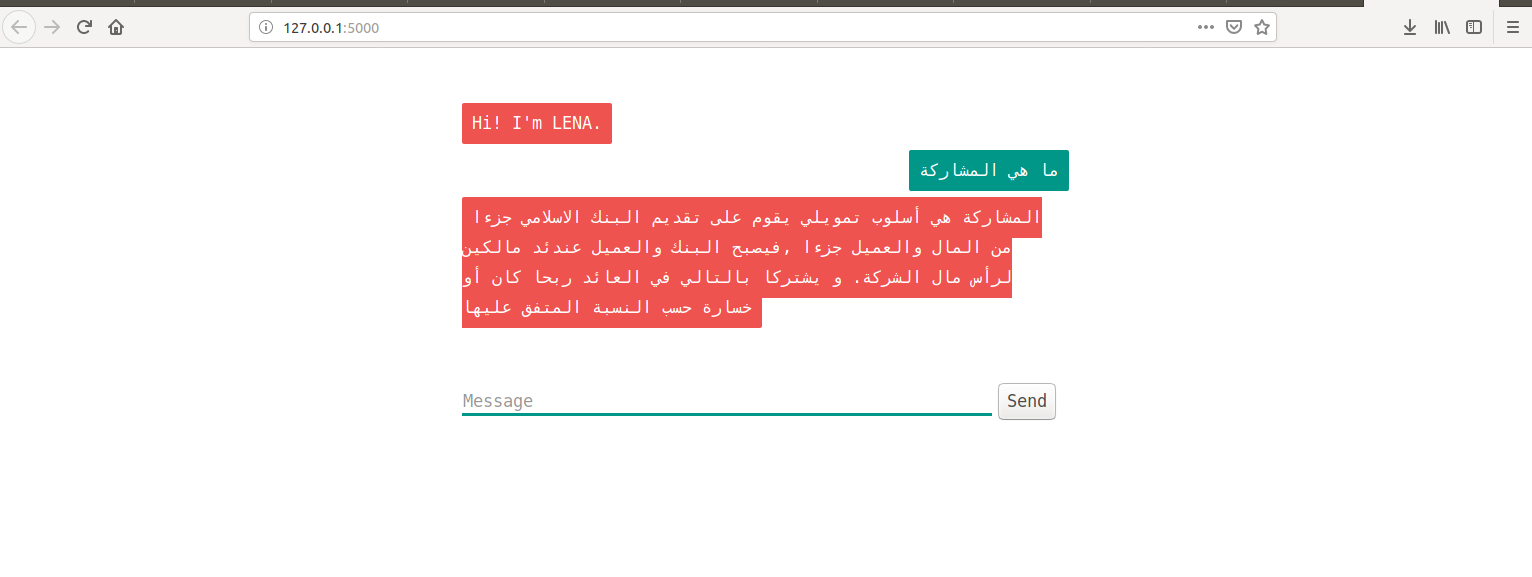 127.0.0.1:5000
Hi! I'm LENA.
ما هي المشاركة
المشاركة هي أسلوب تمويلي يقوم على تقديم البنك الاسلامي جزءا
من المال والعميل جزءا ,فيصبح البنك والعميل عندئد مالكين
لرأس مال الشركة. و يشتركا بالتالي في العائد ربحا كان أو
خسارة حسب النسبة المتفق عليها
Message
Send